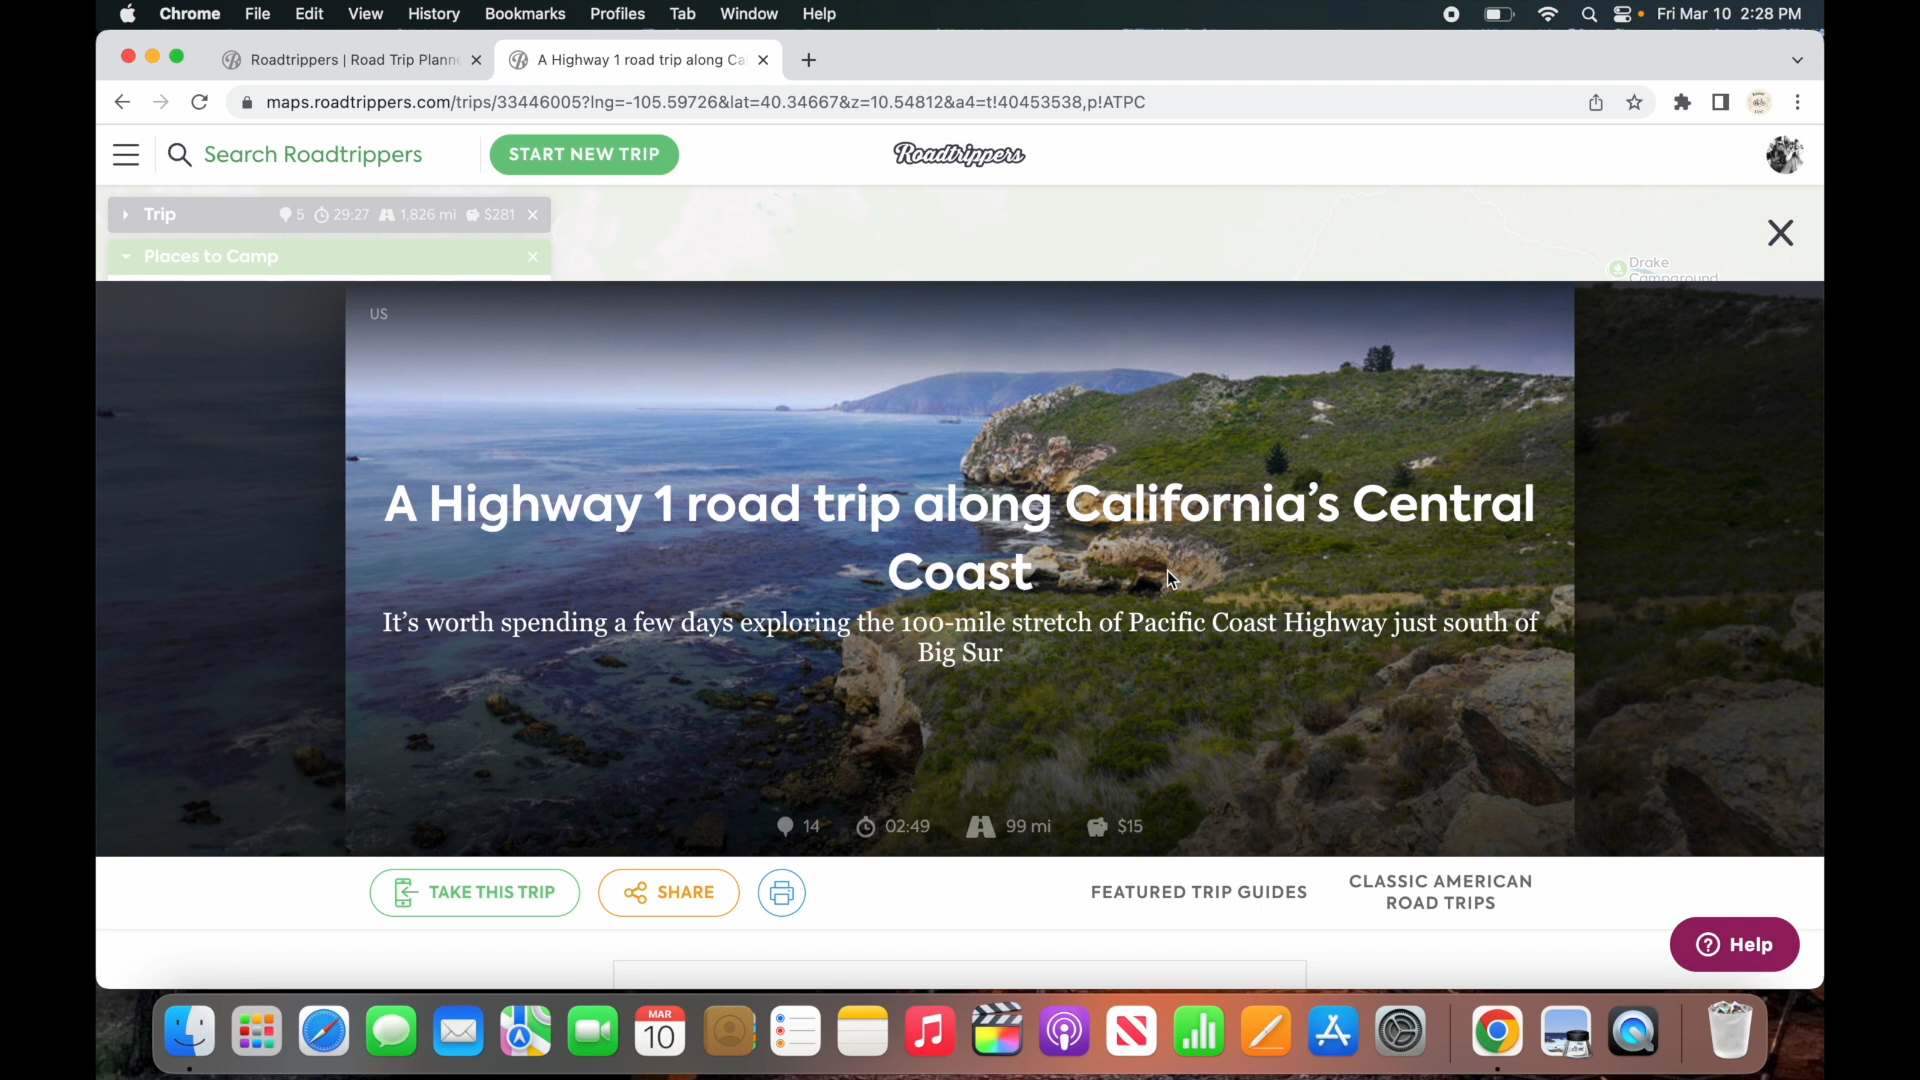 Chrome File Edit View History Bookmarks Profiles Tab Window Help Fri Mar 10 2:28 PM
Roadtrippers | Road Trip Plann
A Highway 1 road trip along Ca
maps.roadtrippers.com/trips/33446005?lng=-105.59726&lat=40.34667&z=10.54812&a4=t!40453538,p!ATPC
Search Roadtrippers
START NEW TRIP
Roadtrippers
Trip 5 29:27 1,826 mi $281
Places to Camp
Drake
Campground
US
A Highway 1 road trip along California's Central
Coast
It's worth spending a few days exploring the 100-mile stretch of Pacific Coast Highway just south of
Big Sur
14 02:49 99 mi $15
TAKE THIS TRIP
SHARE
FEATURED TRIP GUIDES
CLASSIC AMERICAN
ROAD TRIPS
? Help
MAR
10